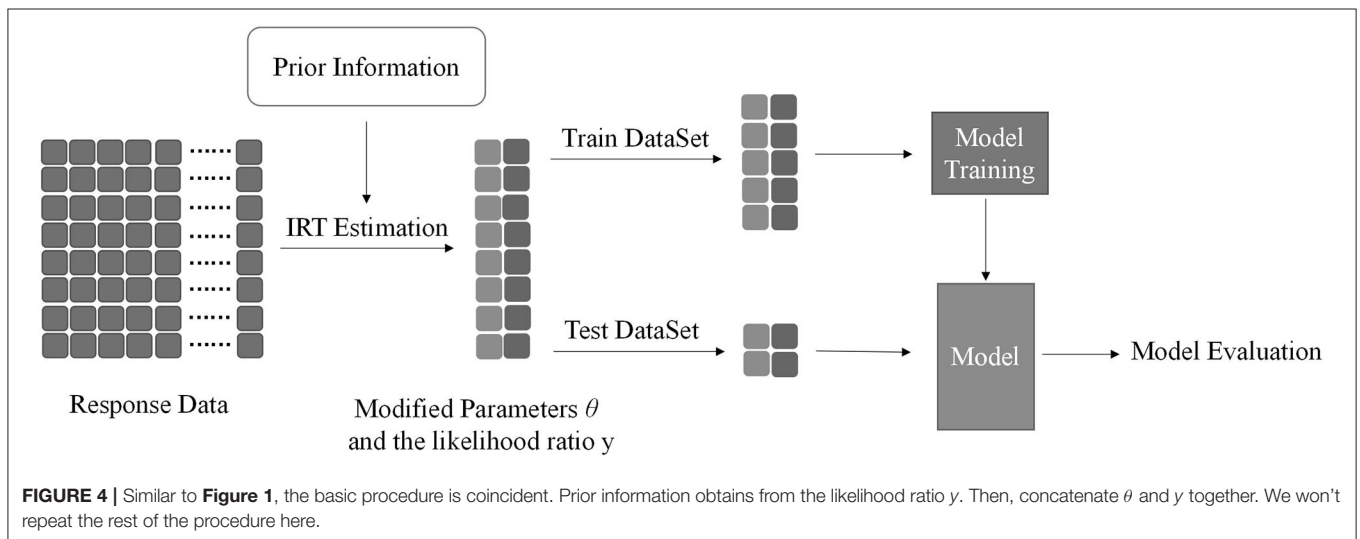 Prior Information
Train DataSet
Model
Training
......
......
......
......
......
......
......
......
IRT Estimation
Test DataSet
Model
Model Evaluation
Response Data
Modified Parameters θ
and the likelihood ratio y
FIGURE 4 | Similar to Figure 1, the basic procedure is coincident. Prior information obtains from the likelihood ratio y. Then, concatenate θ and y together. We won't
repeat the rest of the procedure here.